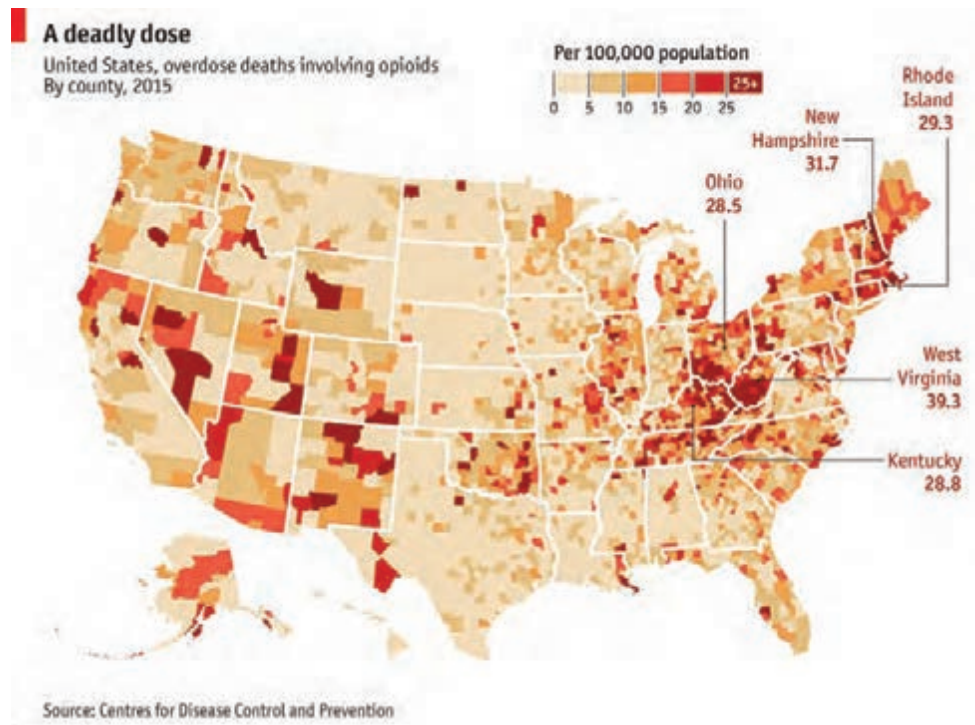 A deadly dose
United States, overdose deaths involving opioids
By county, 2015
Per 100,000 population
0 5 10 15 20 25 25+
Rhode
Island
29.3
New
Hampshire
31.7
Ohio
28.5
West
Virginia
39.3
Kentucky
28.8
Source: Centres for Disease Control and Prevention